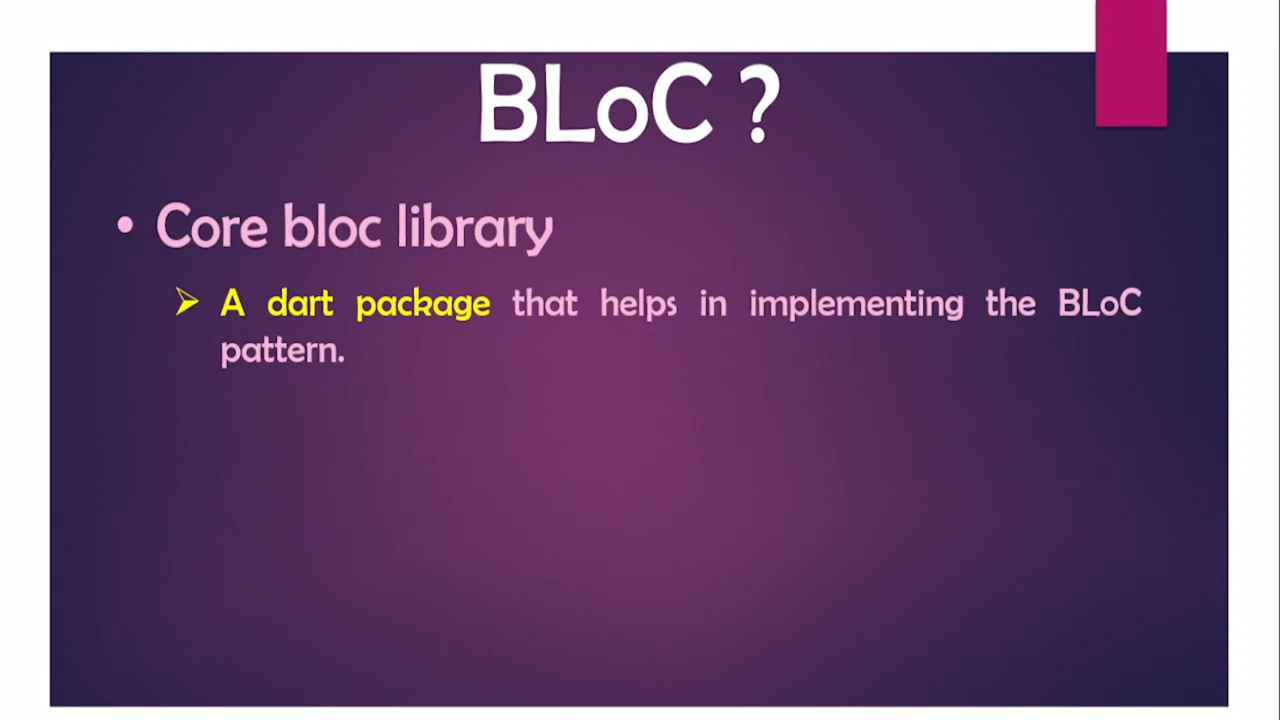 BLoC ?
• Core bloc library
➢ A dart package that helps in implementing the BLoC
pattern.